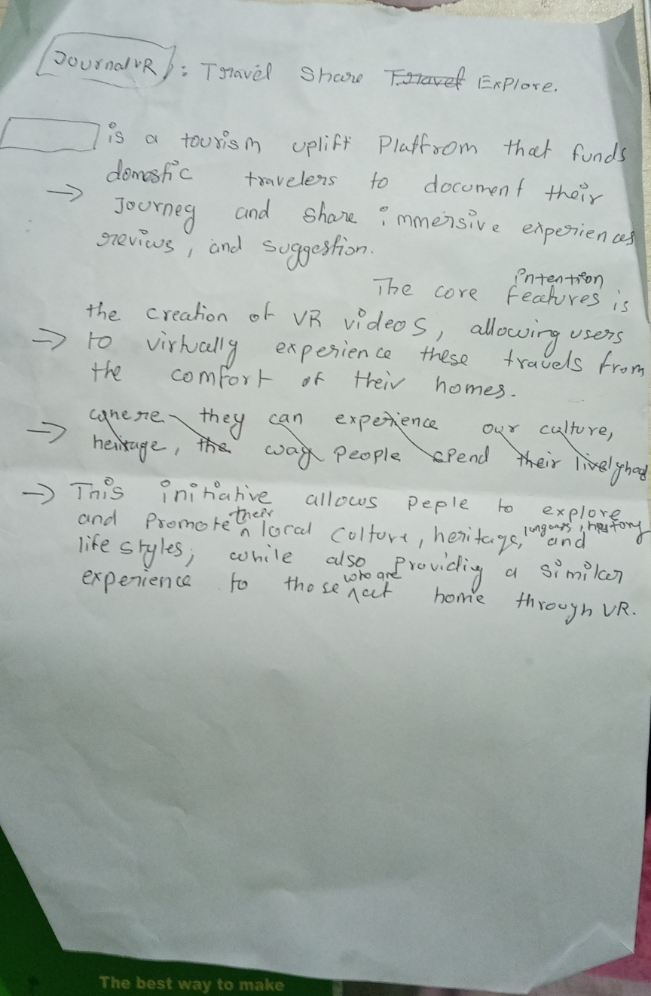 JournalVR : Travel Share Travel Explore.
is a tourism uplift Platfrom that funds
domestic travelers to document their
→ Journey and share immersive experiences
reviews, and suggestion.
intention
The core features is
the creation of VR videos, allowing users
→ to virtually experience these travels from
the comfort of their homes.
→ where they can experience our culture,
heritage, the way people spend their livelyhod
→ This initiative allows peple to explore
and promote their local culture, heritage, languages, history and
life styles, while also providing a similar
experience to those who are at home through VR.
The best way to make